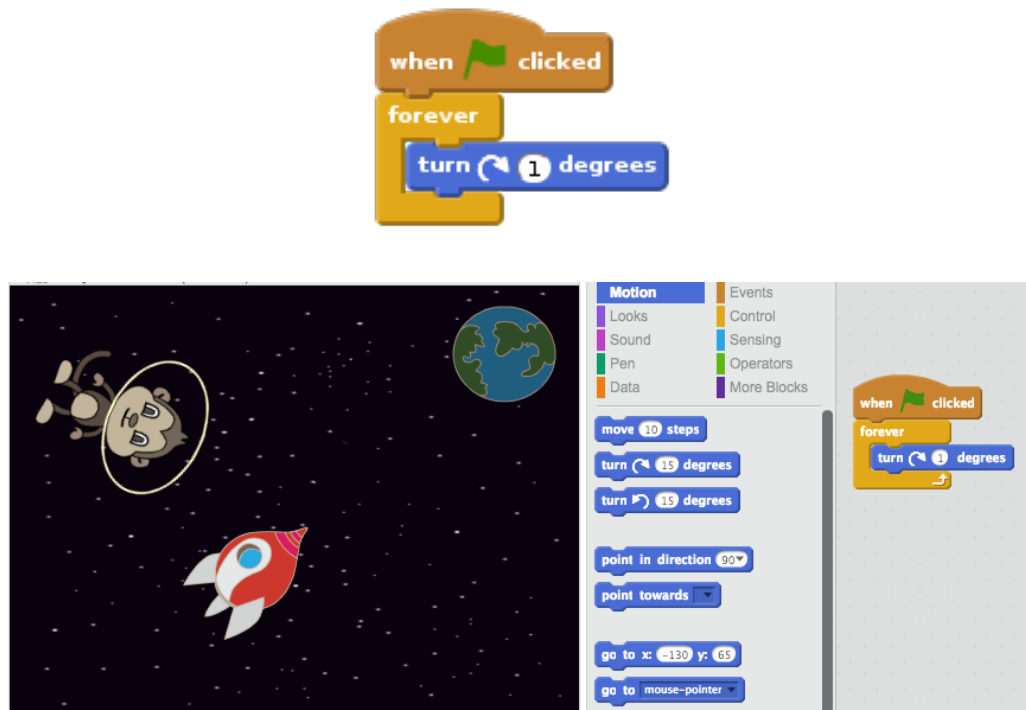 when clicked
forever
turn 1 degrees
Motion Events
Looks Control
Sound Sensing
Pen Operators
Data More Blocks
move 10 steps
turn 15 degrees
turn 15 degrees
point in direction 90
point towards
go to x: -130 y: 65
go to mouse-pointer
when clicked
forever
turn 1 degrees